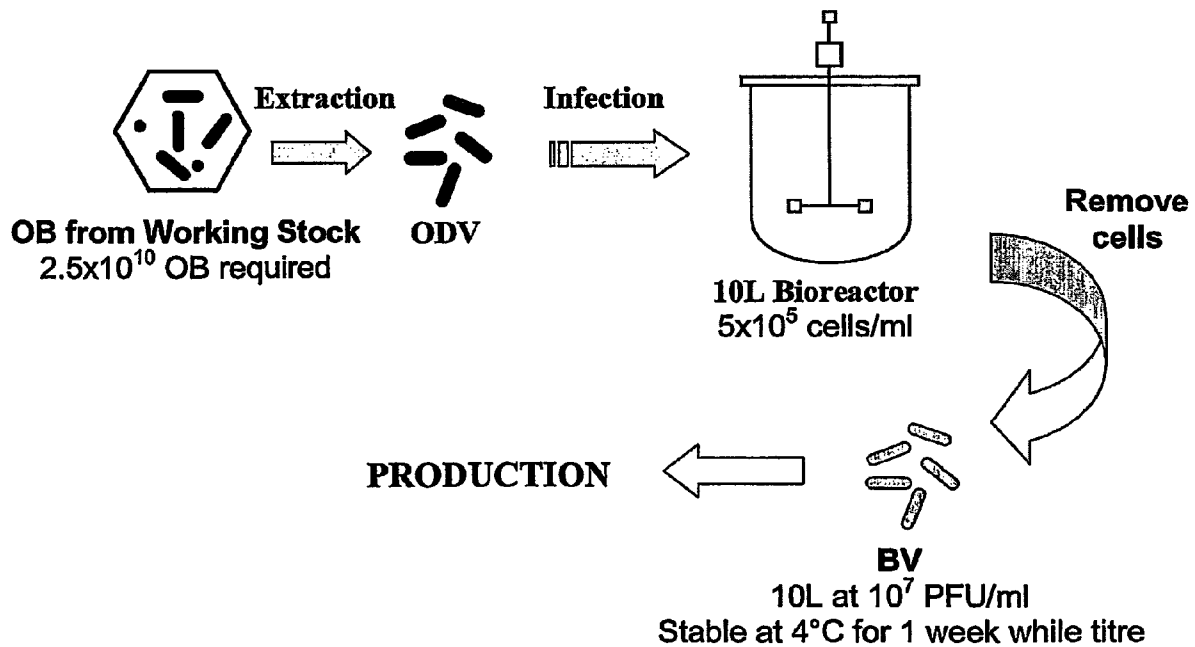 Extraction
Infection
OB from Working Stock
2.5x10¹⁰ OB required
ODV
10L Bioreactor
5x10⁵ cells/ml
Remove
cells
PRODUCTION
BV
10L at 10⁷ PFU/ml
Stable at 4°C for 1 week while titre